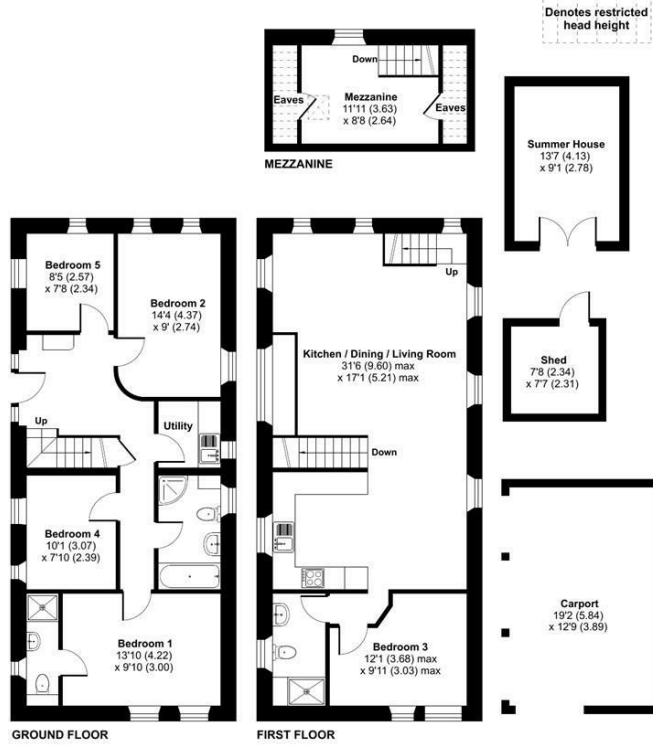 Denotes restricted
head height
Down
Eaves
Mezzanine
11'11 (3.63)
x 8'8 (2.64)
Eaves
MEZZANINE
Summer House
13'7 (4.13)
x 9'1 (2.78)
Bedroom 5
8'5 (2.57)
x 7'8 (2.34)
Bedroom 2
14'4 (4.37)
x 9' (2.74)
Up
Utility
Bedroom 4
10'1 (3.07)
x 7'10 (2.39)
Bedroom 1
13'10 (4.22)
x 9'10 (3.00)
GROUND FLOOR
Up
Kitchen / Dining / Living Room
31'6 (9.60) max
x 17'1 (5.21) max
Down
Bedroom 3
12'1 (3.68) max
x 9'11 (3.03) max
FIRST FLOOR
Shed
7'8 (2.34)
x 7'7 (2.31)
Carport
19'2 (5.84)
x 12'9 (3.89)